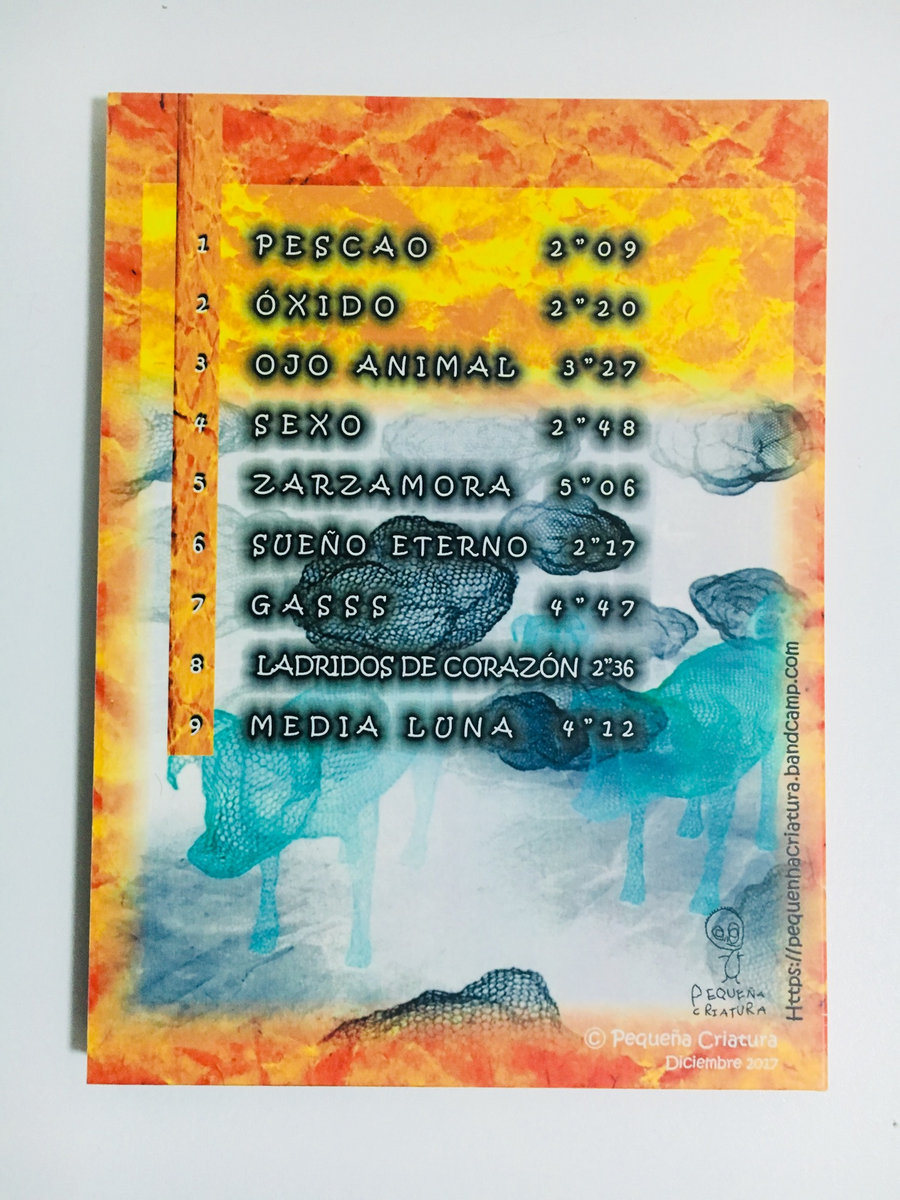 1 PESCAO 2"09
2 ÓXIDO 2"20
3 OJO ANIMAL 3"27
4 SEXO 2"48
5 ZARZAMORA 5"06
6 SUEÑO ETERNO 2"17
7 GASSS 4"47
8 LADRIDOS DE CORAZÓN 2"36
9 MEDIA LUNA 4"12
Https://pequenhaCriatura.bandcamp.com
PEQUEÑA
CRIATURA
© Pequeña Criatura
Diciembre 2017